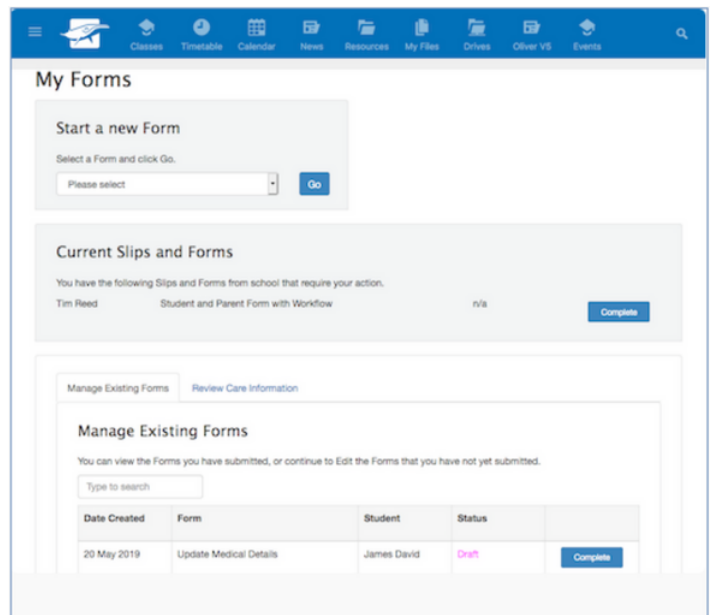 Classes Timetable Calendar News Resources My Files Drives Oliver V5 Events
My Forms
Start a new Form
Select a Form and click Go.
Please select Go
Current Slips and Forms
You have the following Slips and Forms from school that require your action.
Tim Reed Student and Parent Form with Workflow n/a Complete
Manage Existing Forms Review Care Information
Manage Existing Forms
You can view the Forms you have submitted, or continue to Edit the Forms that you have not yet submitted.
Type to search
Date Created Form Student Status
20 May 2019 Update Medical Details James David Draft Complete